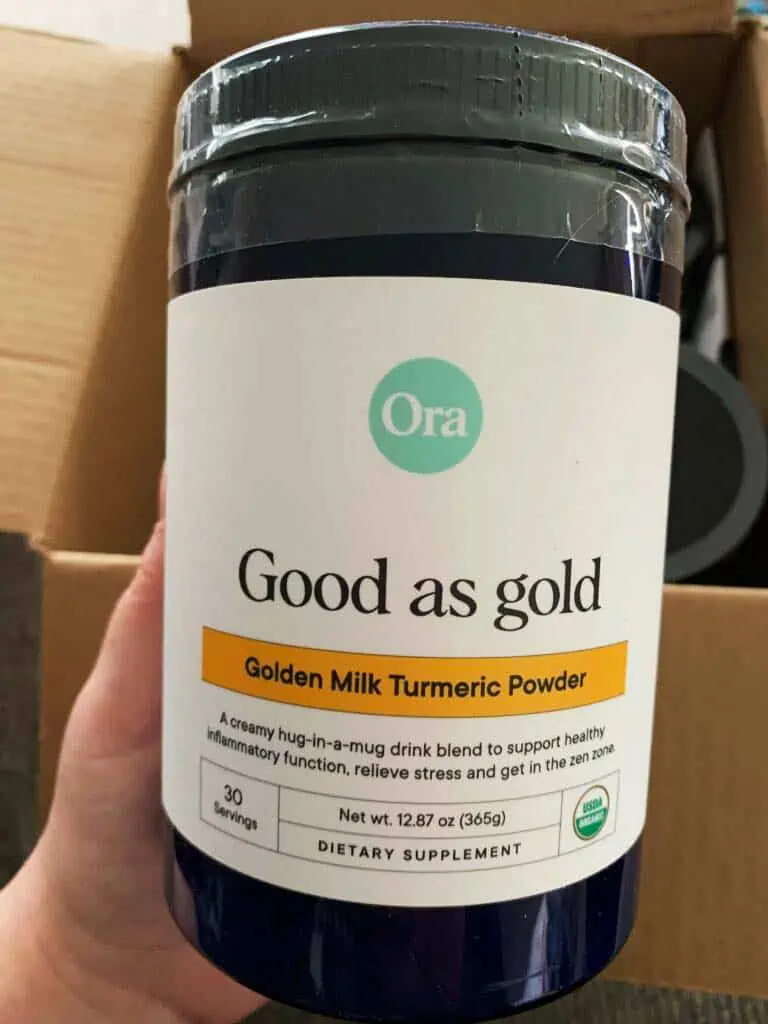 Ora
Good as gold
Golden Milk Turmeric Powder
A creamy hug-in-a-mug drink blend to support healthy
inflammatory function, relieve stress and get in the zen zone.
30
Servings
Net wt. 12.87 oz (365g)
DIETARY SUPPLEMENT
USDA
ORGANIC